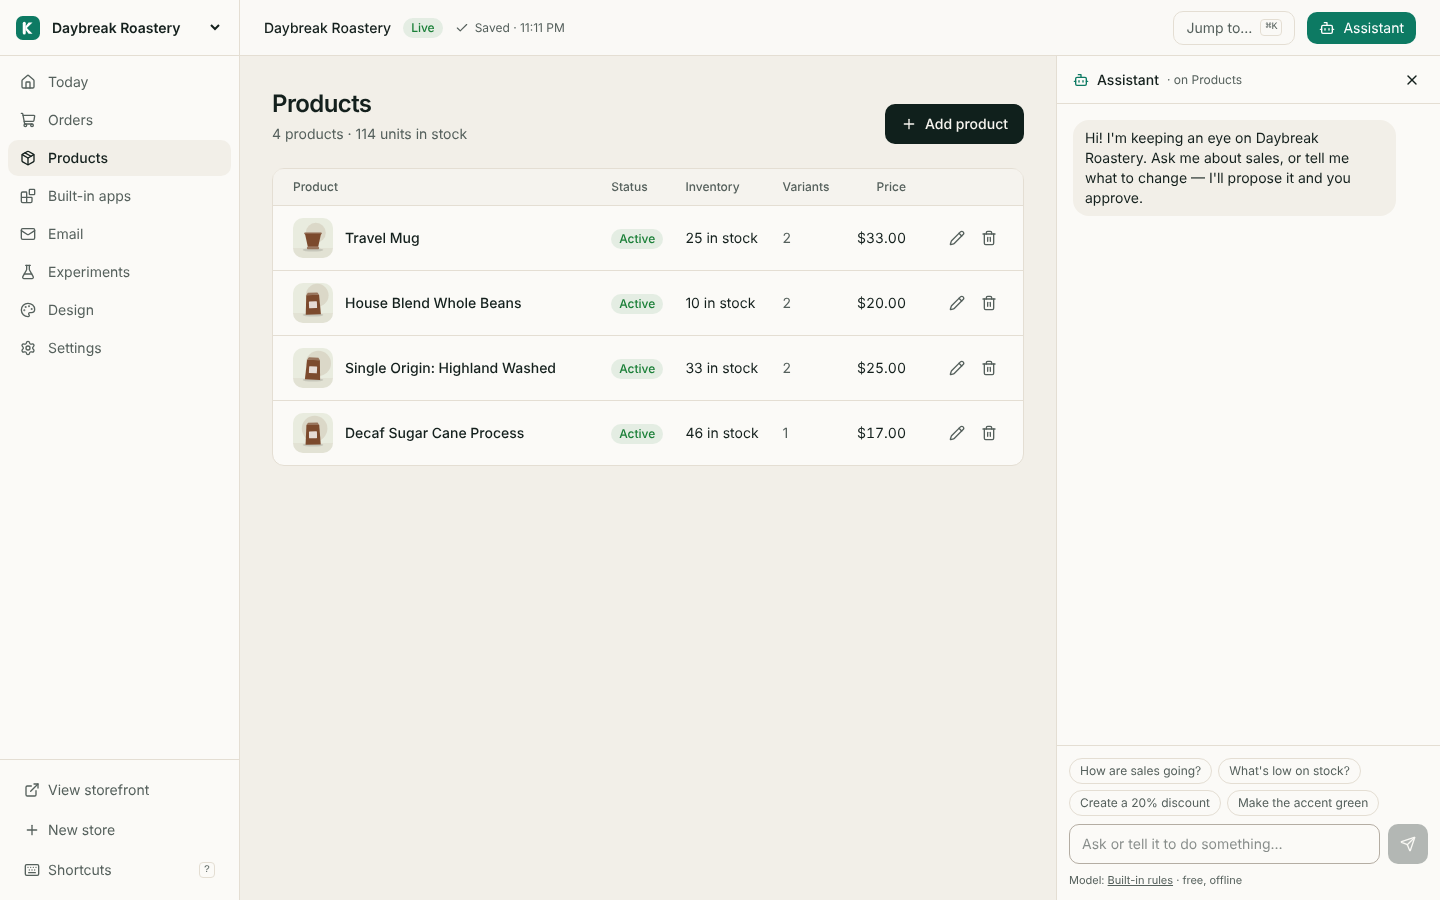 Daybreak Roastery
Daybreak Roastery
Live
Saved · 11:11 PM
Jump to...
⌘K
Assistant
Today
Orders
Products
Built-in apps
Email
Experiments
Design
Settings
View storefront
New store
Shortcuts
?
Products
4 products · 114 units in stock
Add product
Product Status Inventory Variants Price
Travel Mug Active 25 in stock 2 $33.00
House Blend Whole Beans Active 10 in stock 2 $20.00
Single Origin: Highland Washed Active 33 in stock 2 $25.00
Decaf Sugar Cane Process Active 46 in stock 1 $17.00
Assistant · on Products
Hi! I'm keeping an eye on Daybreak
Roastery. Ask me about sales, or tell me
what to change — I'll propose it and you
approve.
How are sales going?
What's low on stock?
Create a 20% discount
Make the accent green
Ask or tell it to do something...
Model: Built-in rules · free, offline